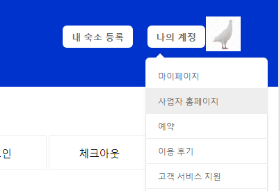 내 숙소 등록
나의 계정
마이페이지
사업자 홈페이지
예약
이용 후기
고객 서비스 지원
인
체크아웃